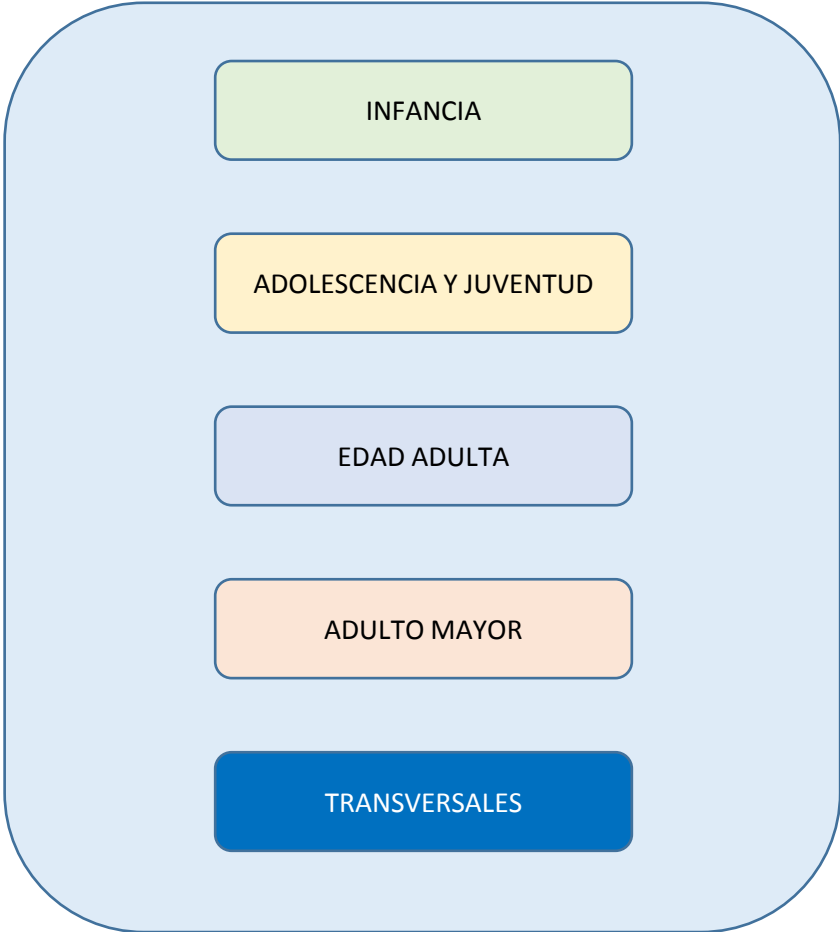 INFANCIA
ADOLESCENCIA Y JUVENTUD
EDAD ADULTA
ADULTO MAYOR
TRANSVERSALES